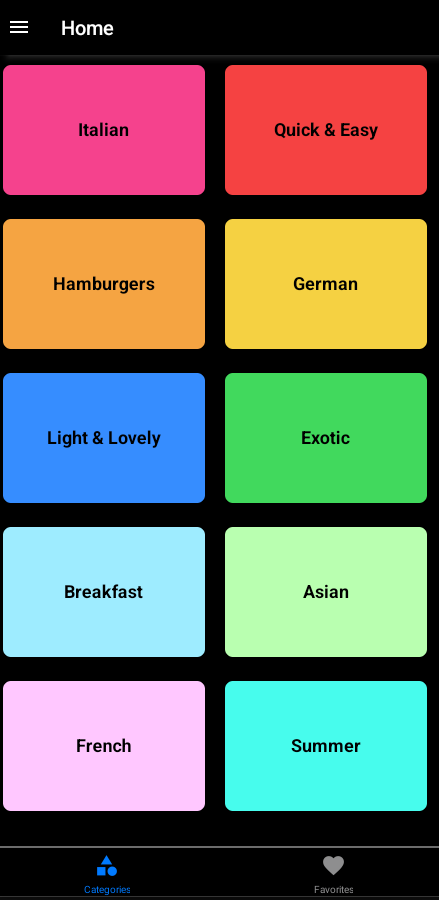 Home
Italian
Quick & Easy
Hamburgers
German
Light & Lovely
Exotic
Breakfast
Asian
French
Summer
Categories
Favorites